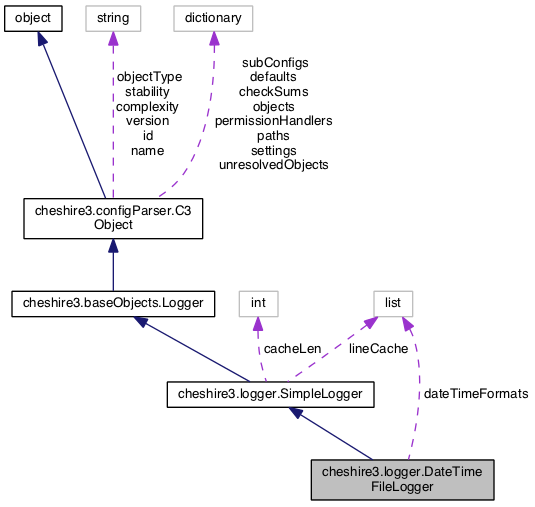 object
string
dictionary
objectType
stability
complexity
version
id
name
subConfigs
defaults
checkSums
objects
permissionHandlers
paths
settings
unresolvedObjects
cheshire3.configParser.C3
Object
cheshire3.baseObjects.Logger
int
list
cacheLen
lineCache
cheshire3.logger.SimpleLogger
dateTimeFormats
cheshire3.logger.DateTime
FileLogger